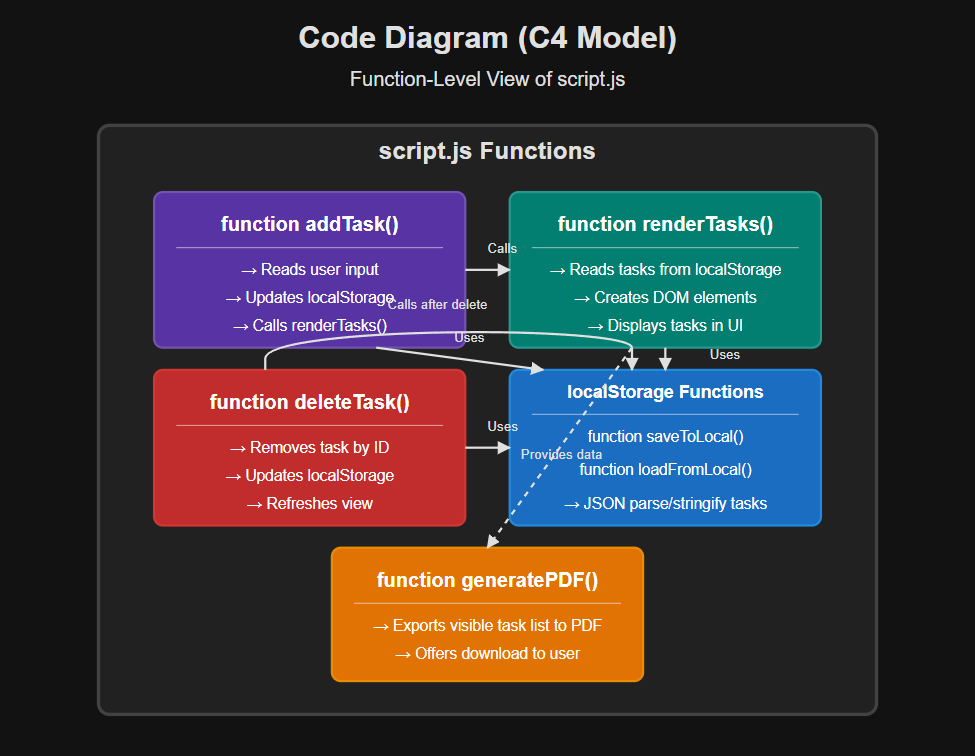 Code Diagram (C4 Model)
Function-Level View of script.js
script.js Functions
function addTask()
→ Reads user input
→ Updates localStorage
→ Calls renderTasks()
Calls
function renderTasks()
→ Reads tasks from localStorage
→ Creates DOM elements
→ Displays tasks in UI
Calls after delete
Uses
Uses
function deleteTask()
→ Removes task by ID
→ Updates localStorage
→ Refreshes view
Uses
localStorage Functions
function saveToLocal()
Provides data
function loadFromLocal()
→ JSON parse/stringify tasks
function generatePDF()
→ Exports visible task list to PDF
→ Offers download to user